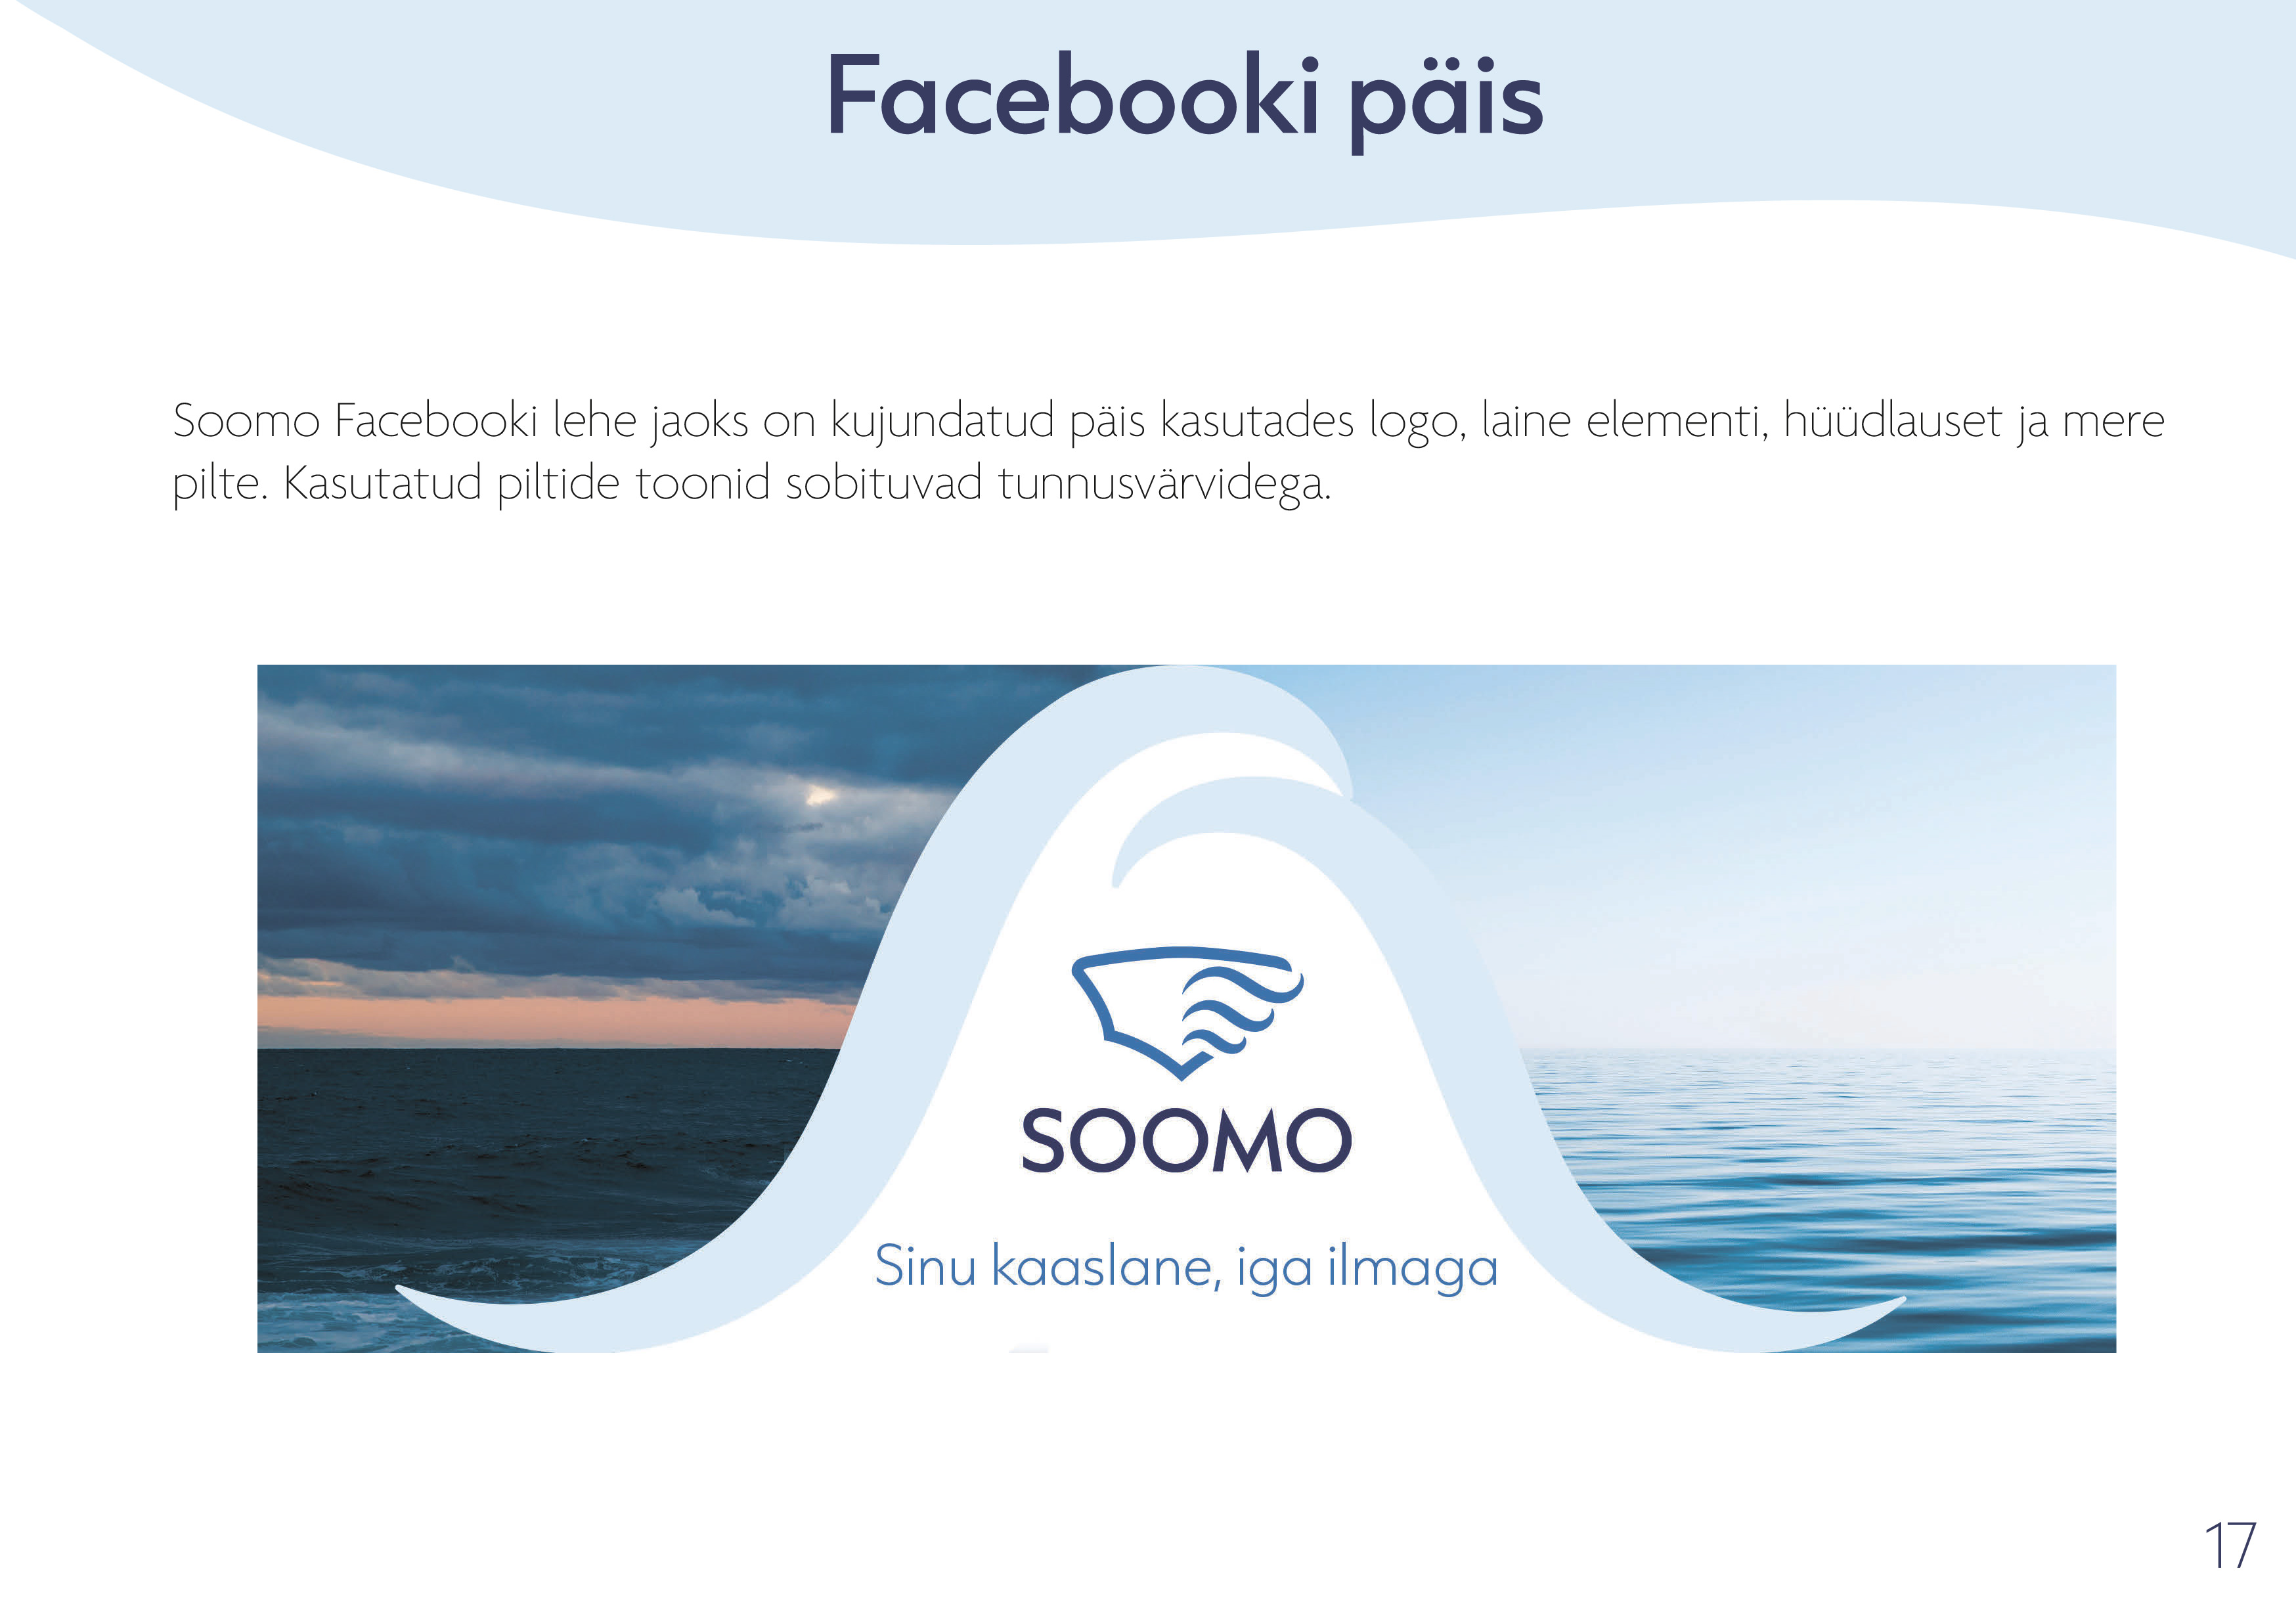 Facebooki päis
Soomo Facebooki lehe jaoks on kujundatud päis kasutades logo, laine elementi, hüüdlauset ja mere
pilte. Kasutatud piltide toonid sobituvad tunnusvärvidega.
SOOMO
Sinu kaaslane, iga ilmaga
17